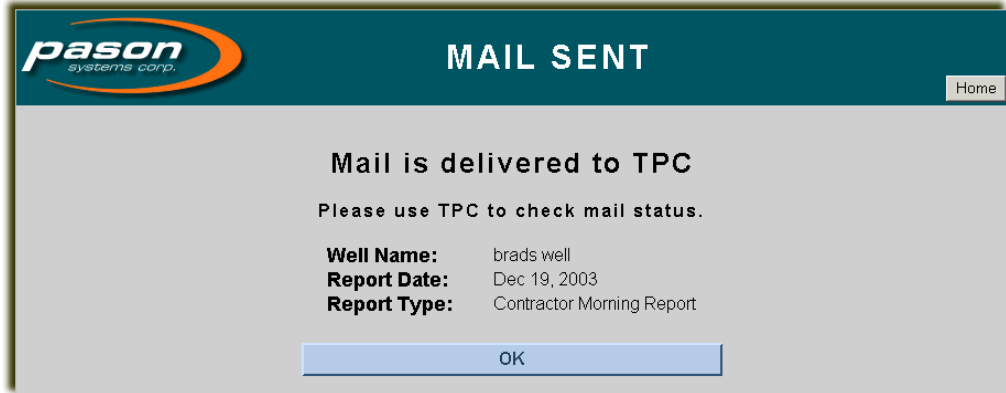 pason
systems corp.
MAIL SENT
Home
Mail is delivered to TPC
Please use TPC to check mail status.
Well Name: brads well
Report Date: Dec 19, 2003
Report Type: Contractor Morning Report
OK